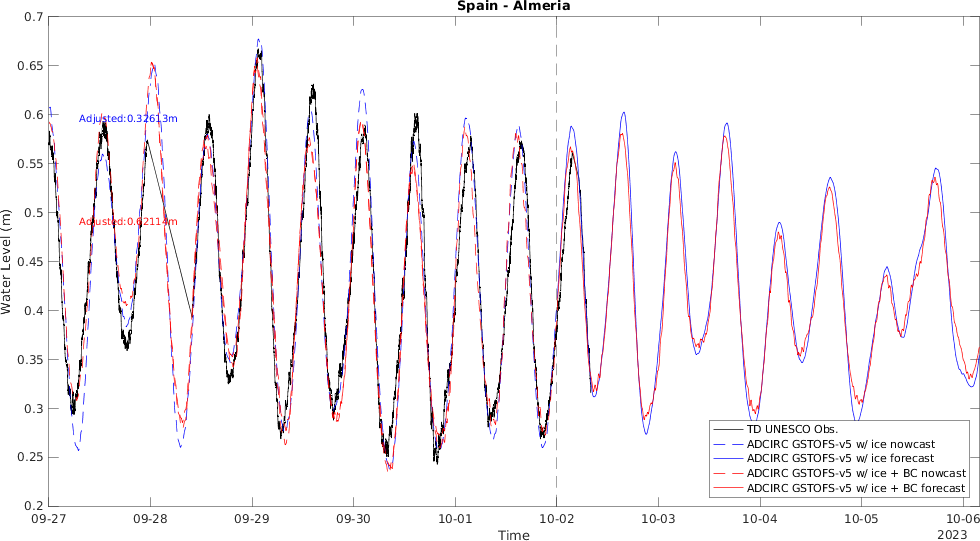 Spain - Almeria
0.7
0.65
0.6
0.55
0.5
0.45
0.4
0.35
0.3
0.25
0.2
Water Level (m)
Adjusted:0.32613m
Adjusted:0.62114m
TD UNESCO Obs.
ADCIRC GSTOFS-v5 w/ ice nowcast
ADCIRC GSTOFS-v5 w/ ice forecast
ADCIRC GSTOFS-v5 w/ ice + BC nowcast
ADCIRC GSTOFS-v5 w/ ice + BC forecast
09-27 09-28 09-29 09-30 10-01 10-02 10-03 10-04 10-05 10-06
Time
2023